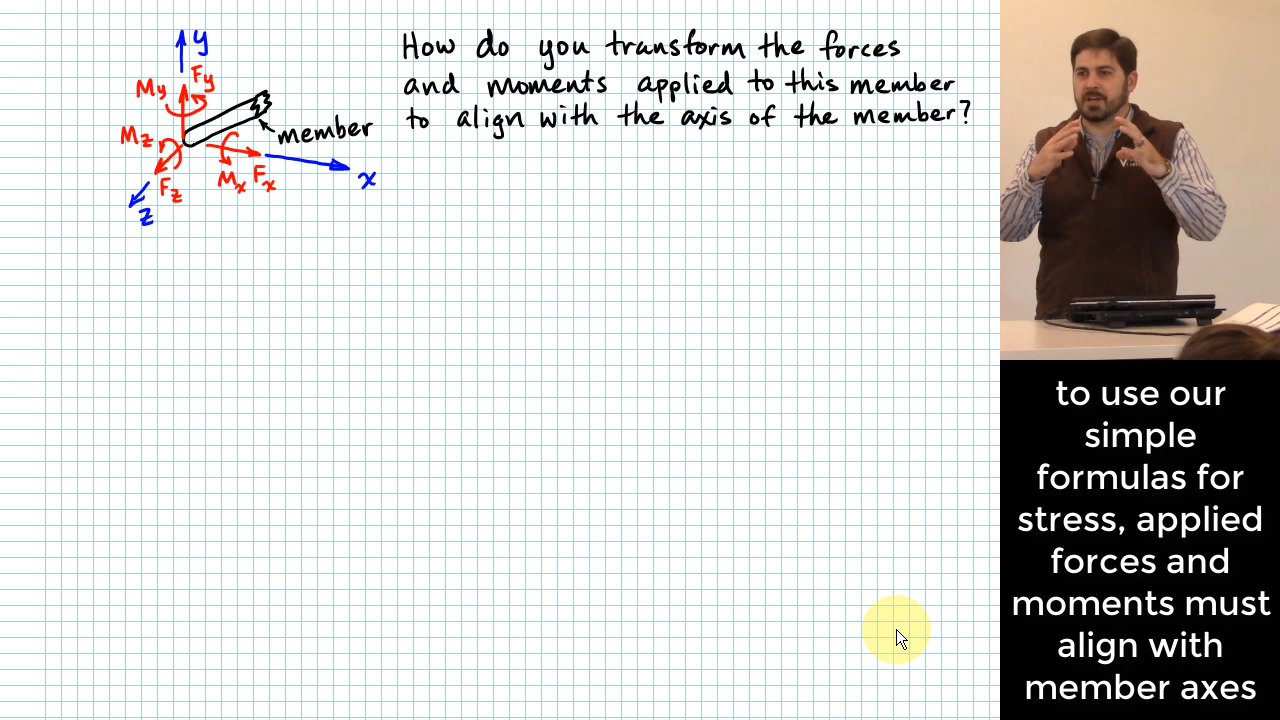 y
My
Fy
Mz
Fz
z
Mx
Fx
x
member
How do you transform the forces
and moments applied to this member
to align with the axis of the member?
to use our
simple
formulas for
stress, applied
forces and
moments must
align with
member axes